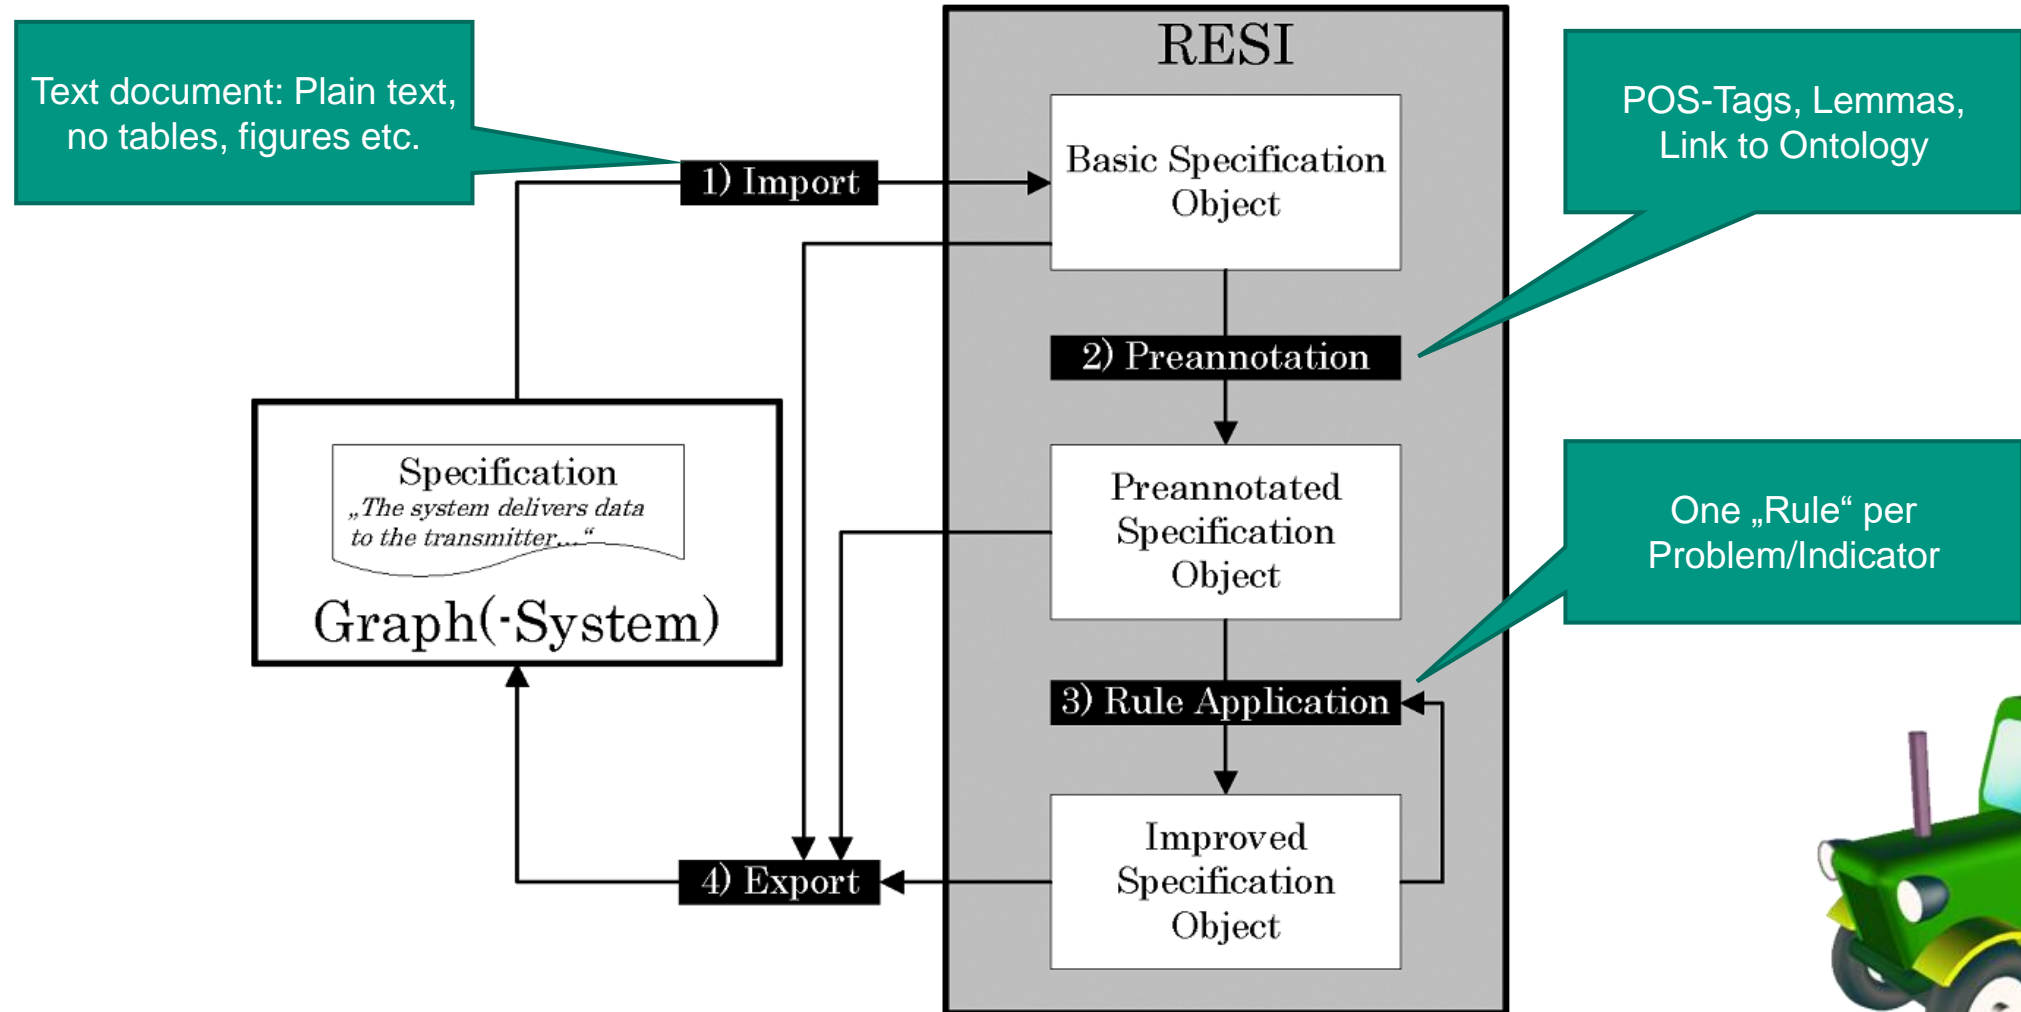 Text document: Plain text,
no tables, figures etc.
RESI
POS-Tags, Lemmas,
Link to Ontology
1) Import
Basic Specification
Object
2) Preannotation
Specification
„The system delivers data
to the transmitter...“
Graph(-System)
Preannotated
Specification
Object
One „Rule“ per
Problem/Indicator
3) Rule Application
4) Export
Improved
Specification
Object